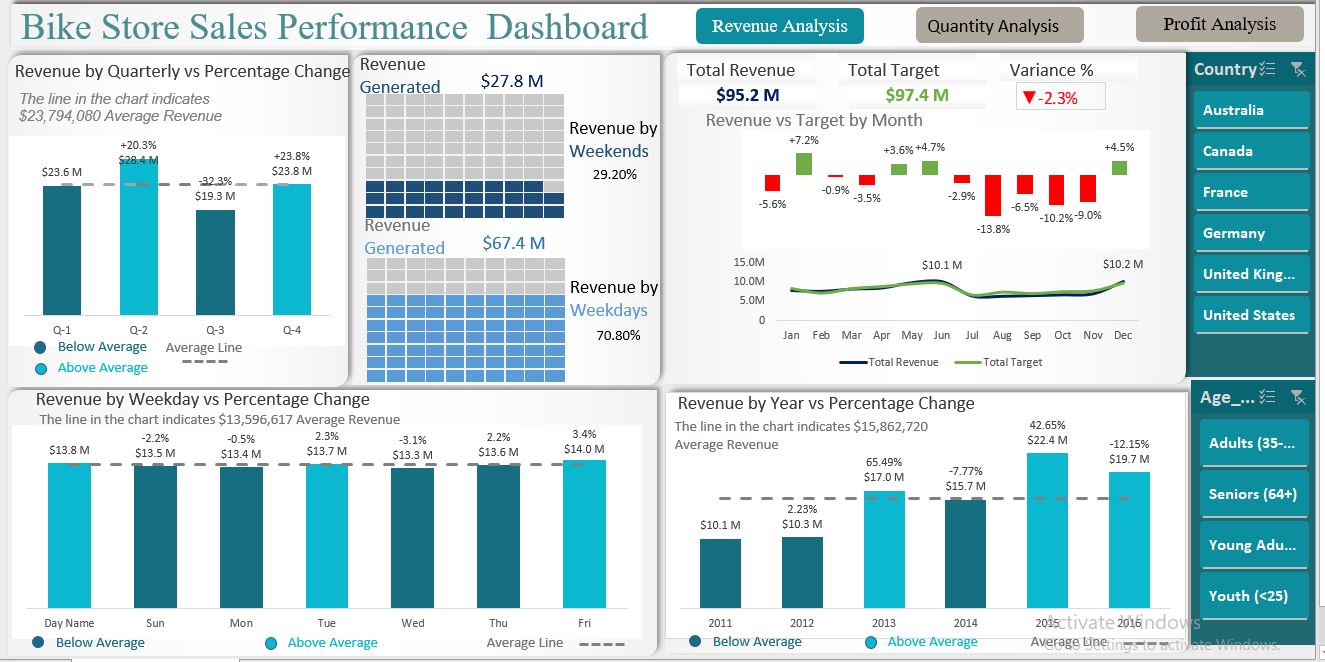 Bike Store Sales Performance Dashboard
Revenue Analysis
Quantity Analysis
Profit Analysis
Revenue by Quarterly vs Percentage Change
The line in the chart indicates
$23,794,080 Average Revenue
+20.3%
+23.8%
$23.6 M
$28.4 M
-32.3%
$19.3 M
$23.8 M
Q-1
Q-2
Q-3
Q-4
Below Average
Average Line
Above Average
Revenue
Generated
$27.8 M
Revenue by
Weekends
29.20%
Revenue
Generated
$67.4 M
Revenue by
Weekdays
70.80%
Total Revenue
Total Target
Variance %
$95.2 M
$97.4 M
▼-2.3%
Revenue vs Target by Month
-5.6%
+7.2%
-0.9%
-3.5%
+3.6%
+4.7%
-2.9%
-13.8%
-6.5%
-10.2%
-9.0%
+4.5%
15.0M
10.0M
5.0M
0
$10.1 M
$10.2 M
Jan
Feb
Mar
Apr
May
Jun
Jul
Aug
Sep
Oct
Nov
Dec
Total Revenue
Total Target
Country
Australia
Canada
France
Germany
United King...
United States
Revenue by Weekday vs Percentage Change
The line in the chart indicates $13,596,617 Average Revenue
$13.8 M
-2.2%
$13.5 M
-0.5%
$13.4 M
2.3%
$13.7 M
-3.1%
$13.3 M
2.2%
$13.6 M
3.4%
$14.0 M
Day Name
Sun
Mon
Tue
Wed
Thu
Fri
Below Average
Above Average
Average Line
Revenue by Year vs Percentage Change
The line in the chart indicates $15,862,720
Average Revenue
$10.1 M
2.23%
$10.3 M
65.49%
$17.0 M
-7.77%
$15.7 M
42.65%
$22.4 M
-12.15%
$19.7 M
2011
2012
2013
2014
2015
2016
Below Average
Above Average
Average Line
Age_...
Adults (35-...
Seniors (64+)
Young Adu...
Youth (<25)
Activate Windows
Go to Settings to activate Windows.